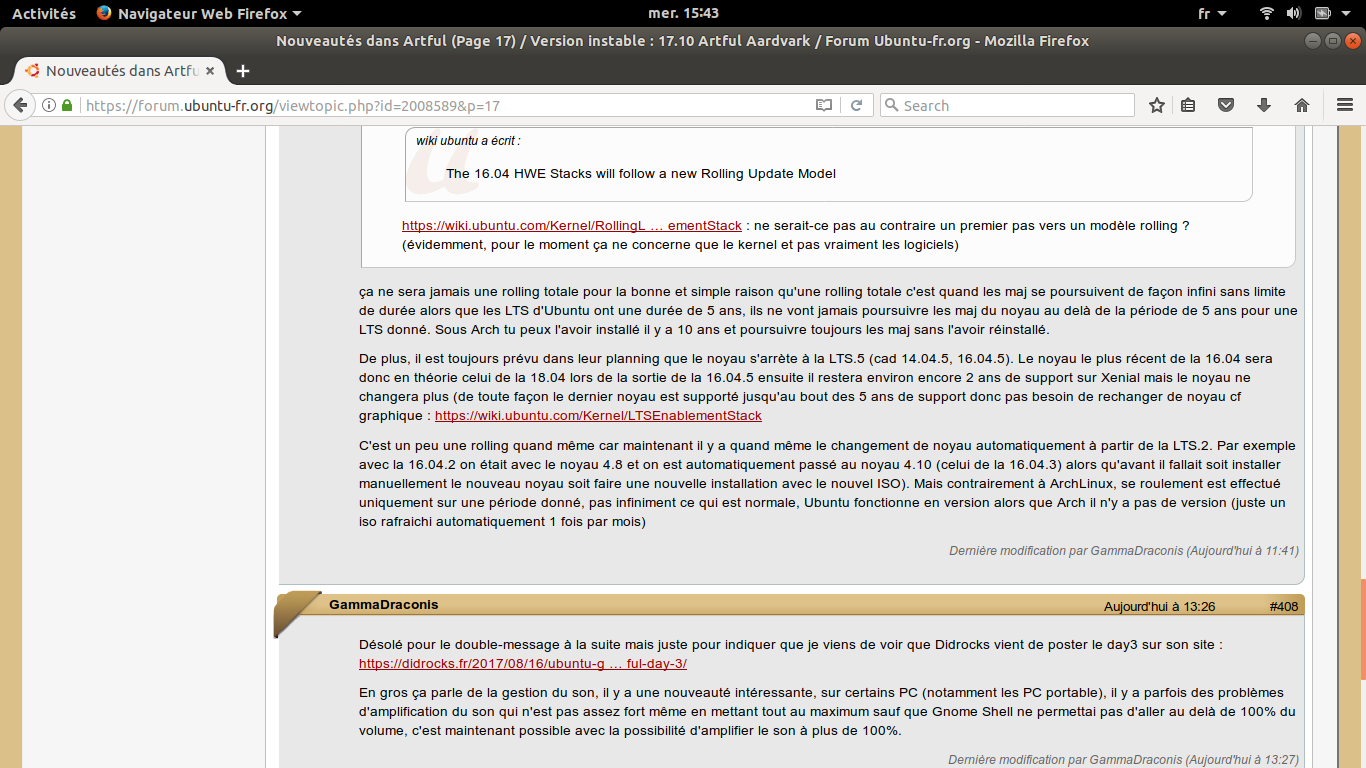 Activités
Navigateur Web Firefox
mer. 15:43
fr
Nouveautés dans Artful (Page 17) / Version instable : 17.10 Artful Aardvark / Forum Ubuntu-fr.org - Mozilla Firefox
Nouveautés dans Artfu
https://forum.ubuntu-fr.org/viewtopic.php?id=2008589&p=17
Search
wiki ubuntu a écrit :
The 16.04 HWE Stacks will follow a new Rolling Update Model
https://wiki.ubuntu.com/Kernel/RollingL … ementStack : ne serait-ce pas au contraire un premier pas vers un modèle rolling ?
(évidemment, pour le moment ça ne concerne que le kernel et pas vraiment les logiciels)
ça ne sera jamais une rolling totale pour la bonne et simple raison qu'une rolling totale c'est quand les maj se poursuivent de façon infini sans limite
de durée alors que les LTS d'Ubuntu ont une durée de 5 ans, ils ne vont jamais poursuivre les maj du noyau au delà de la période de 5 ans pour une
LTS donné. Sous Arch tu peux l'avoir installé il y a 10 ans et poursuivre toujours les maj sans l'avoir réinstallé.
De plus, il est toujours prévu dans leur planning que le noyau s'arrète à la LTS.5 (cad 14.04.5, 16.04.5). Le noyau le plus récent de la 16.04 sera
donc en théorie celui de la 18.04 lors de la sortie de la 16.04.5 ensuite il restera environ encore 2 ans de support sur Xenial mais le noyau ne
changera plus (de toute façon le dernier noyau est supporté jusqu'au bout des 5 ans de support donc pas besoin de rechanger de noyau cf
graphique : https://wiki.ubuntu.com/Kernel/LTSEnablementStack
C'est un peu une rolling quand même car maintenant il y a quand même le changement de noyau automatiquement à partir de la LTS.2. Par exemple
avec la 16.04.2 on était avec le noyau 4.8 et on est automatiquement passé au noyau 4.10 (celui de la 16.04.3) alors qu'avant il fallait soit installer
manuellement le nouveau noyau soit faire une nouvelle installation avec le nouvel ISO). Mais contrairement à ArchLinux, se roulement est effectué
uniquement sur une période donné, pas infiniment ce qui est normale, Ubuntu fonctionne en version alors que Arch il n'y a pas de version (juste un
iso rafraichi automatiquement 1 fois par mois)
Dernière modification par GammaDraconis (Aujourd'hui à 11:41)
GammaDraconis
Aujourd'hui à 13:26
#408
Désolé pour le double-message à la suite mais juste pour indiquer que je viens de voir que Didrocks vient de poster le day3 sur son site :
https://didrocks.fr/2017/08/16/ubuntu-g … ful-day-3/
En gros ça parle de la gestion du son, il y a une nouveauté intéressante, sur certains PC (notamment les PC portable), il y a parfois des problèmes
d'amplification du son qui n'est pas assez fort même en mettant tout au maximum sauf que Gnome Shell ne permettai pas d'aller au delà de 100% du
volume, c'est maintenant possible avec la possibilité d'amplifier le son à plus de 100%.
Dernière modification par GammaDraconis (Aujourd'hui à 13:27)